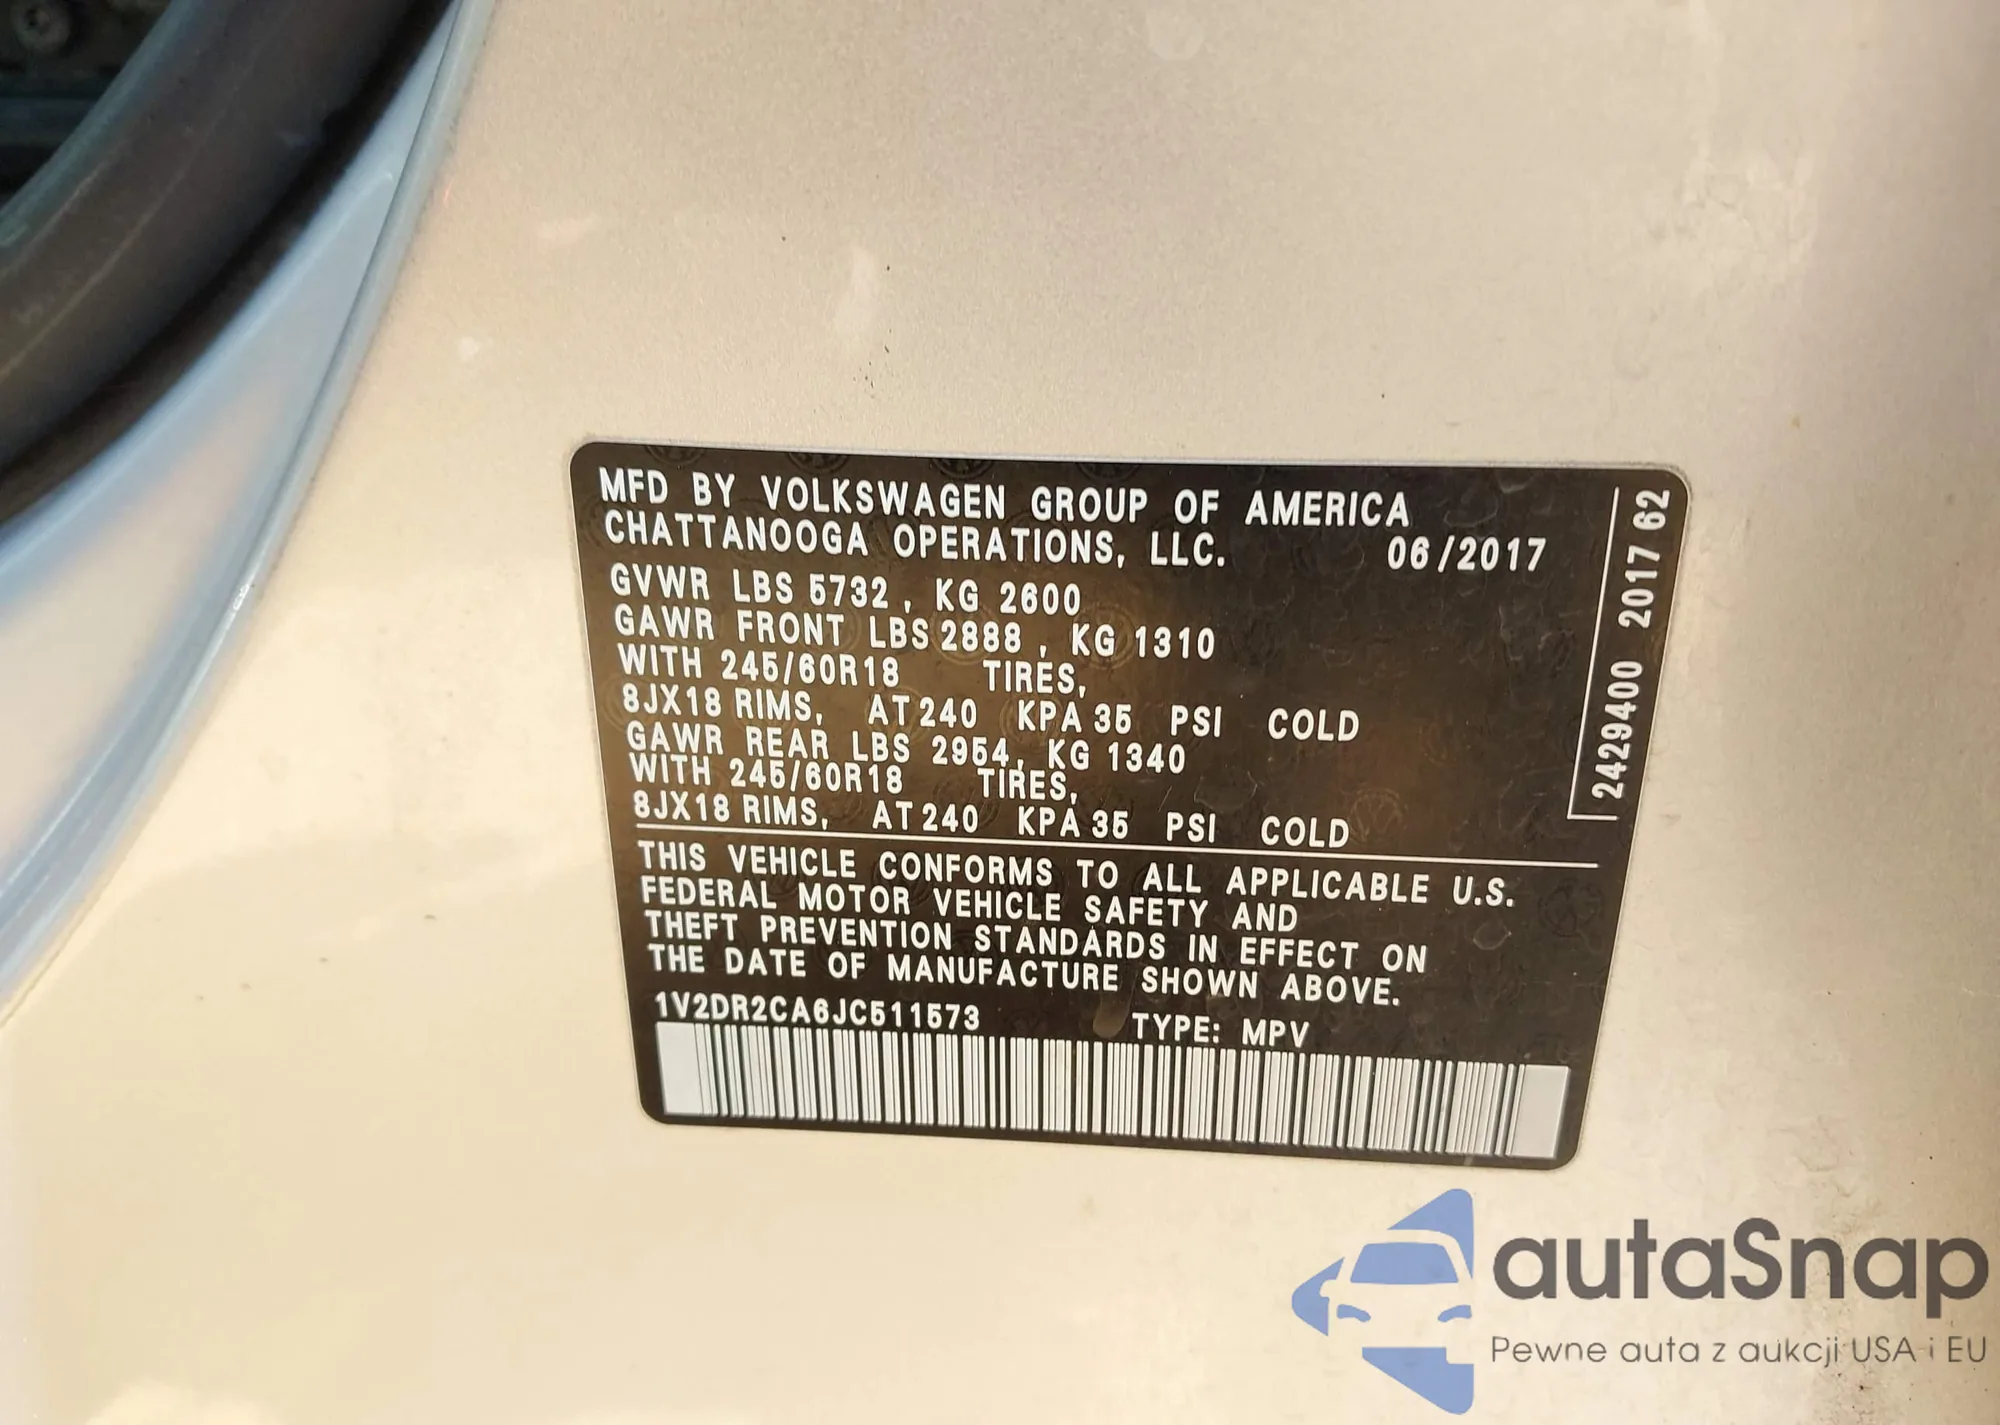 MFD BY VOLKSWAGEN GROUP OF AMERICA
CHATTANOOGA OPERATIONS, LLC. 06/2017
GVWR LBS 5732 , KG 2600
GAWR FRONT LBS 2888 , KG 1310
WITH 245/60R18 TIRES,
8JX18 RIMS, AT 240 KPA 35 PSI COLD
GAWR REAR LBS 2954, KG 1340
WITH 245/60R18 TIRES,
8JX18 RIMS, AT 240 KPA 35 PSI COLD
THIS VEHICLE CONFORMS TO ALL APPLICABLE U.S.
FEDERAL MOTOR VEHICLE SAFETY AND
THEFT PREVENTION STANDARDS IN EFFECT ON
THE DATE OF MANUFACTURE SHOWN ABOVE.
1V2DR2CA6JC511573 TYPE: MPV
2429400 2017 62
autaSnap
Pewne auta z aukcji USA i EU